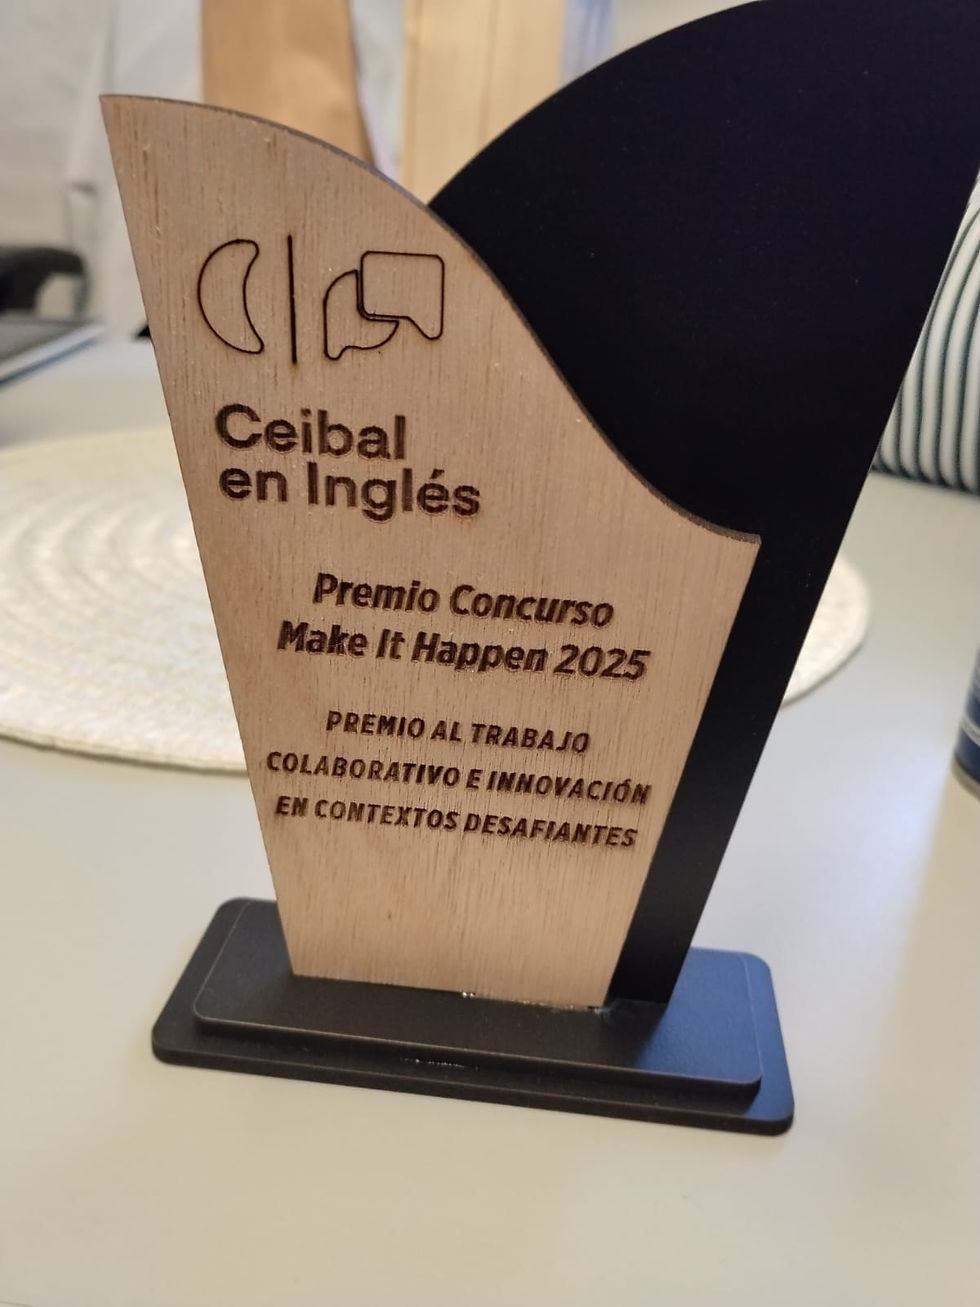 Ceibal
en Inglés
Premio Concurso
Make It Happen 2025
PREMIO AL TRABAJO
COLABORATIVO E INNOVACIÓN
EN CONTEXTOS DESAFIANTES